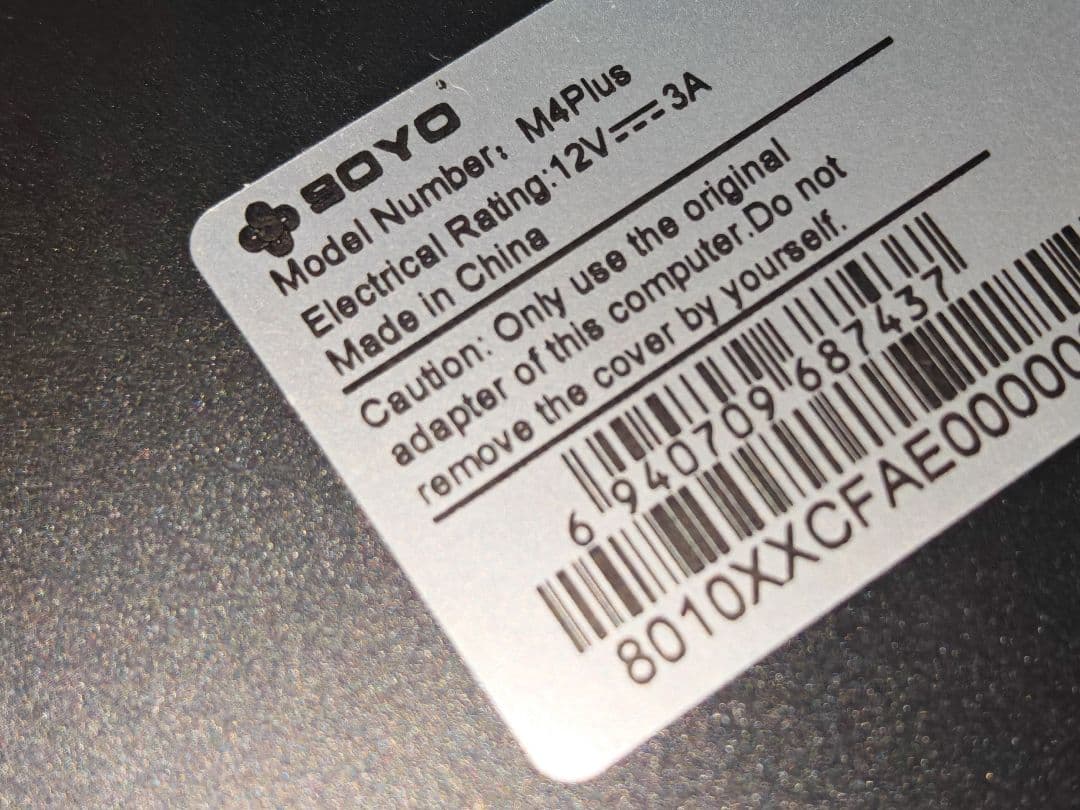 SOYO
Model Number: M4Plus
Electrical Rating:12V⎓3A
Made in China
Caution: Only use the original
adapter of this computer.Do not
remove the cover by yourself.
6 940709 687437
8010XXCFAE00000